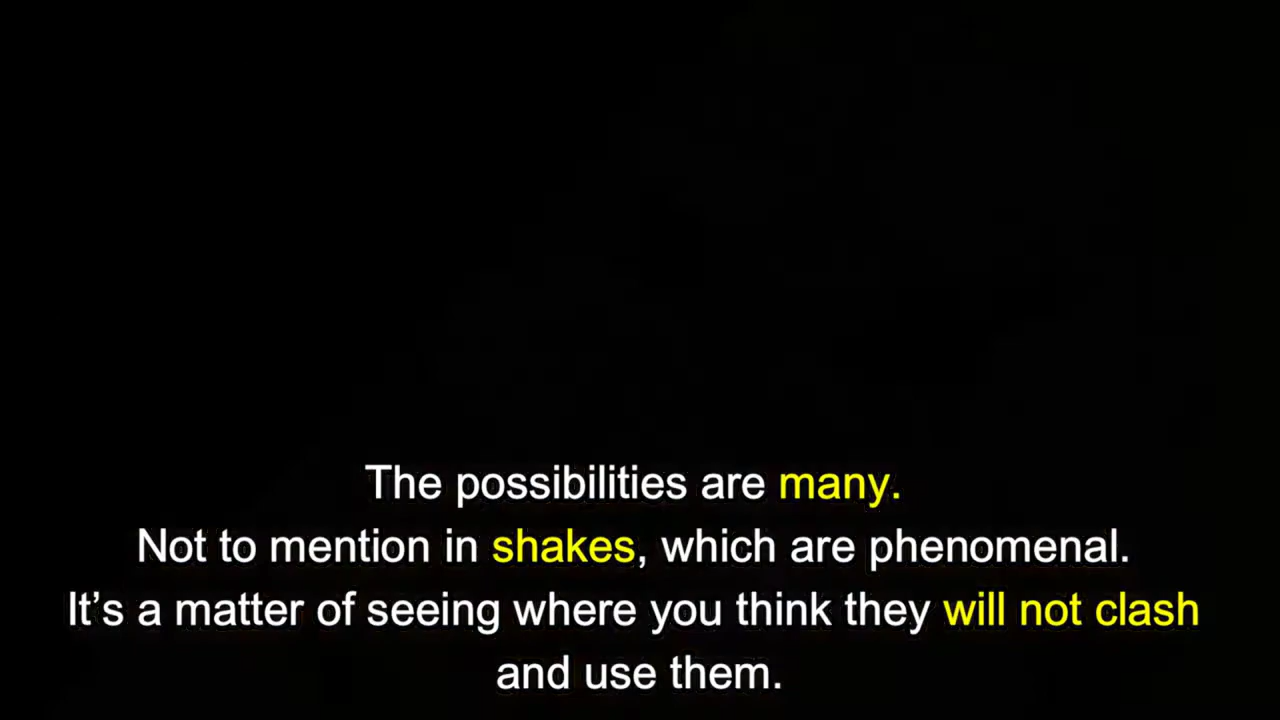 The possibilities are many.
Not to mention in shakes, which are phenomenal.
It’s a matter of seeing where you think they will not clash
and use them.